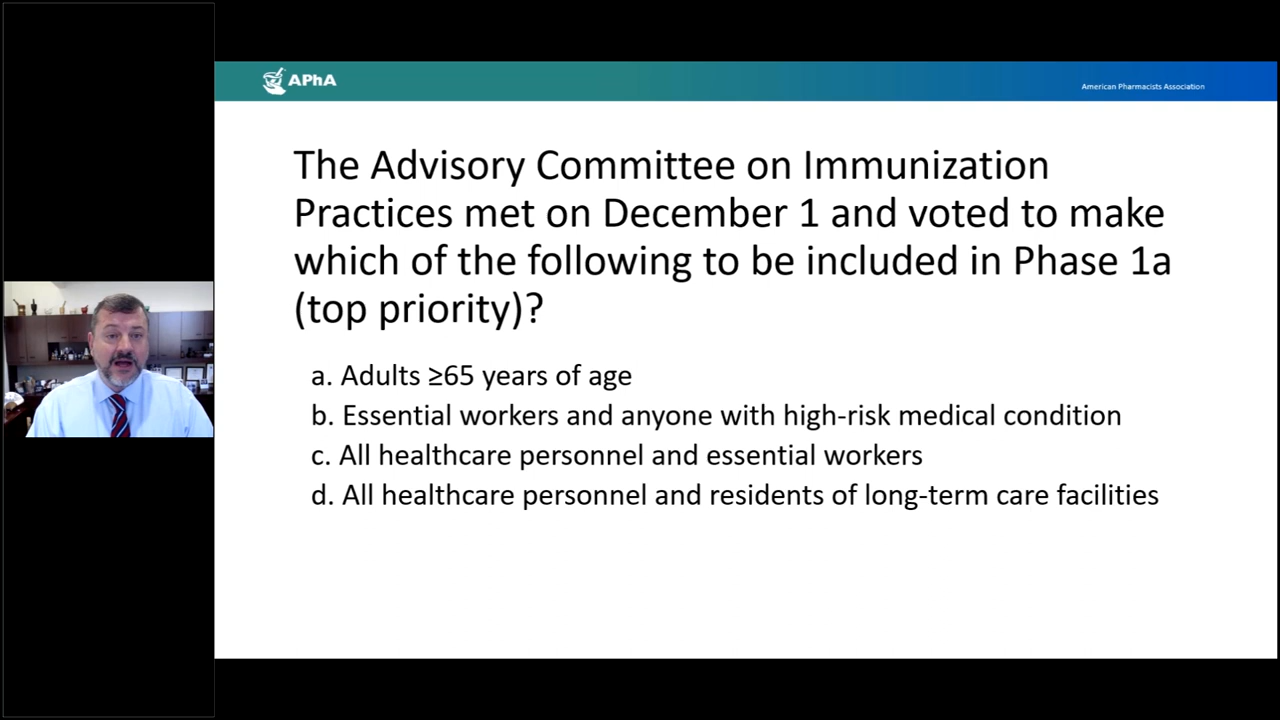 APhA
American Pharmacists Association
The Advisory Committee on Immunization
Practices met on December 1 and voted to make
which of the following to be included in Phase 1a
(top priority)?
a. Adults ≥65 years of age
b. Essential workers and anyone with high-risk medical condition
c. All healthcare personnel and essential workers
d. All healthcare personnel and residents of long-term care facilities